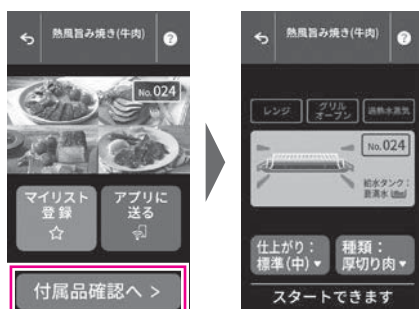 熱風旨み焼き(牛肉)
?
No.024
マイリスト
登録
アプリに
送る
付属品確認へ >
熱風旨み焼き(牛肉)
?
レンジ
グリル
オーブン
過熱水蒸気
No.024
給水タンク:
要満水
仕上がり:
標準(中)▼
種類:
厚切り肉▼
スタートできます